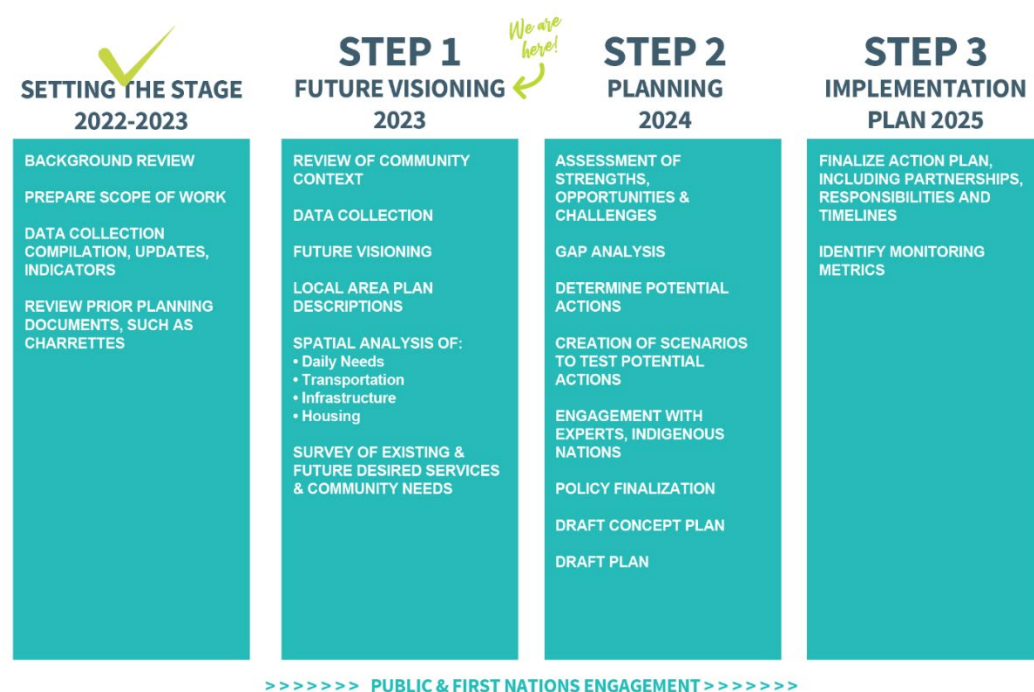 SETTING THE STAGE
2022-2023
BACKGROUND REVIEW
PREPARE SCOPE OF WORK
DATA COLLECTION
COMPILATION, UPDATES,
INDICATORS
REVIEW PRIOR PLANNING
DOCUMENTS, SUCH AS
CHARRETTES
STEP 1
FUTURE VISIONING
2023
We are
here!
REVIEW OF COMMUNITY
CONTEXT
DATA COLLECTION
FUTURE VISIONING
LOCAL AREA PLAN
DESCRIPTIONS
SPATIAL ANALYSIS OF:
• Daily Needs
• Transportation
• Infrastructure
• Housing
SURVEY OF EXISTING &
FUTURE DESIRED SERVICES
& COMMUNITY NEEDS
STEP 2
PLANNING
2024
ASSESSMENT OF
STRENGTHS,
OPPORTUNITIES &
CHALLENGES
GAP ANALYSIS
DETERMINE POTENTIAL
ACTIONS
CREATION OF SCENARIOS
TO TEST POTENTIAL
ACTIONS
ENGAGEMENT WITH
EXPERTS, INDIGENOUS
NATIONS
POLICY FINALIZATION
DRAFT CONCEPT PLAN
DRAFT PLAN
STEP 3
IMPLEMENTATION
PLAN 2025
FINALIZE ACTION PLAN,
INCLUDING PARTNERSHIPS,
RESPONSIBILITIES AND
TIMELINES
IDENTIFY MONITORING
METRICS
> > > > > > > PUBLIC & FIRST NATIONS ENGAGEMENT > > > > > > >